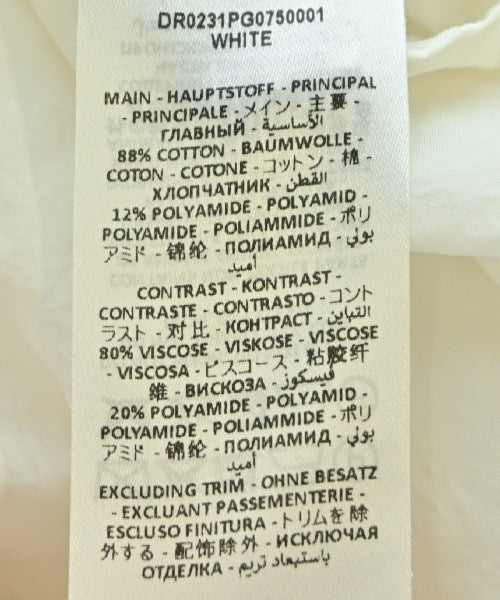 DR0231PG0750001
WHITE
MAIN - HAUPTSTOFF - PRINCIPAL
- PRINCIPALE - メイン - 主要 -
ГЛАВНЫЙ - الأساسية -
88% COTTON - BAUMWOLLE -
COTON - COTONE - コットン - 棉 -
ХЛОПЧАТНИК - القطن
12% POLYAMIDE - POLYAMID -
POLYAMIDE - POLIAMMIDE - ポリ
アミド - 锦纶 - ПОЛИАМИД - بولي
أميد
CONTRAST - KONTRAST -
CONTRASTE - CONTRASTO - コント
ラスト - 对比 - КОНТРАСТ - التباين
80% VISCOSE - VISKOSE - VISCOSE
- VISCOSA - ビスコース - 粘胶纤
维 - ВИСКОЗА - فيسكوز
20% POLYAMIDE - POLYAMID -
POLYAMIDE - POLIAMMIDE - ポリ
アミド - 锦纶 - ПОЛИАМИД - بولي
أميد
EXCLUDING TRIM - OHNE BESATZ
- EXCLUANT PASSEMENTERIE -
ESCLUSO FINITURA - トリムを除
外する - 配饰除外 - ИСКЛЮЧАЯ
ОТДЕЛКА - باستبعاد تريم